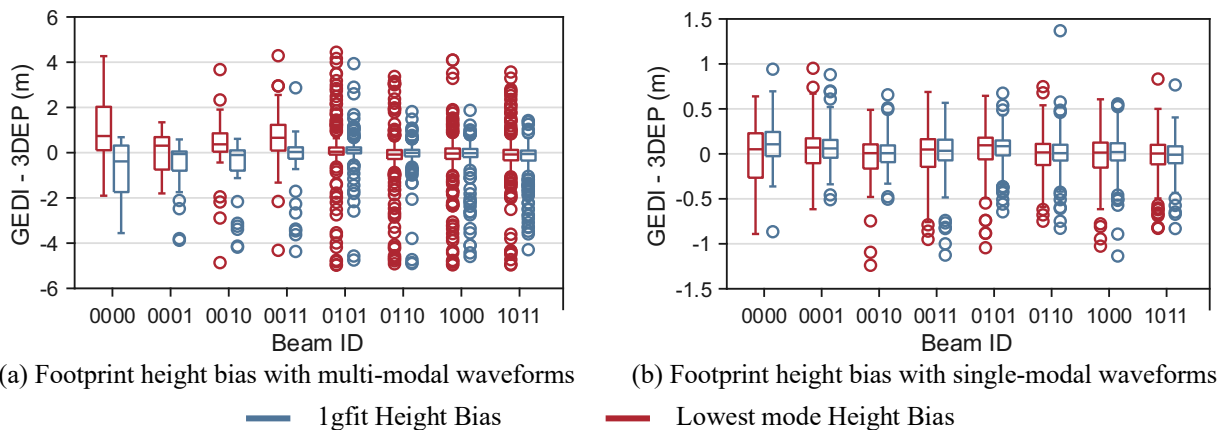 GEDI - 3DEP (m)
6
4
2
0
-2
-4
-6
0000 0001 0010 0011 0101 0110 1000 1011
Beam ID
(a) Footprint height bias with multi-modal waveforms
GEDI - 3DEP (m)
1.5
1
0.5
0
-0.5
-1
-1.5
0000 0001 0010 0011 0101 0110 1000 1011
Beam ID
(b) Footprint height bias with single-modal waveforms
1gfit Height Bias
Lowest mode Height Bias